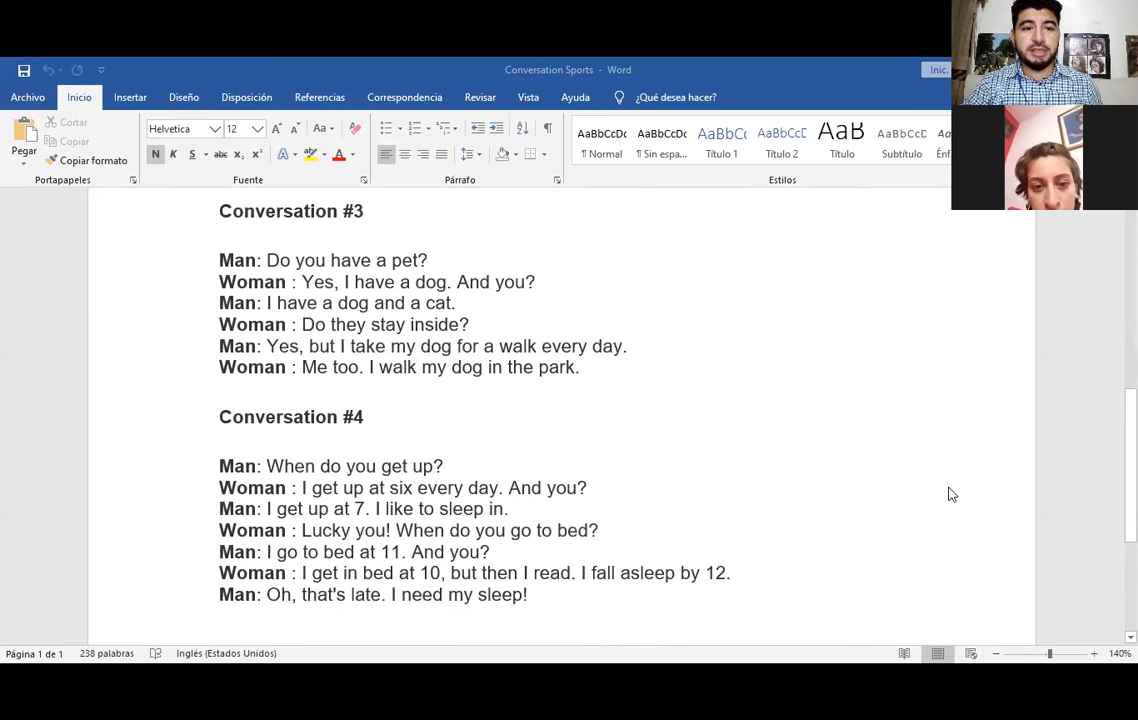 Conversation Sports - Word
Inic.
Archivo Inicio Insertar Diseño Disposición Referencias Correspondencia Revisar Vista Ayuda ¿Qué desea hacer?
Pegar
Cortar
Copiar
Copiar formato
Portapapeles
Helvetica 12
Aa
N K S abc x₂ x²
A A
Fuente
Párrafo
AaBbCcDc AaBbCcDc AaBbCc AaBbCcD AaB AaBbCcD
¶ Normal ¶ Sin espa... Título 1 Título 2 Título Subtítulo
Estilos
Conversation #3
Man: Do you have a pet?
Woman : Yes, I have a dog. And you?
Man: I have a dog and a cat.
Woman : Do they stay inside?
Man: Yes, but I take my dog for a walk every day.
Woman : Me too. I walk my dog in the park.
Conversation #4
Man: When do you get up?
Woman : I get up at six every day. And you?
Man: I get up at 7. I like to sleep in.
Woman : Lucky you! When do you go to bed?
Man: I go to bed at 11. And you?
Woman : I get in bed at 10, but then I read. I fall asleep by 12.
Man: Oh, that's late. I need my sleep!
Página 1 de 1 238 palabras Inglés (Estados Unidos) 140%